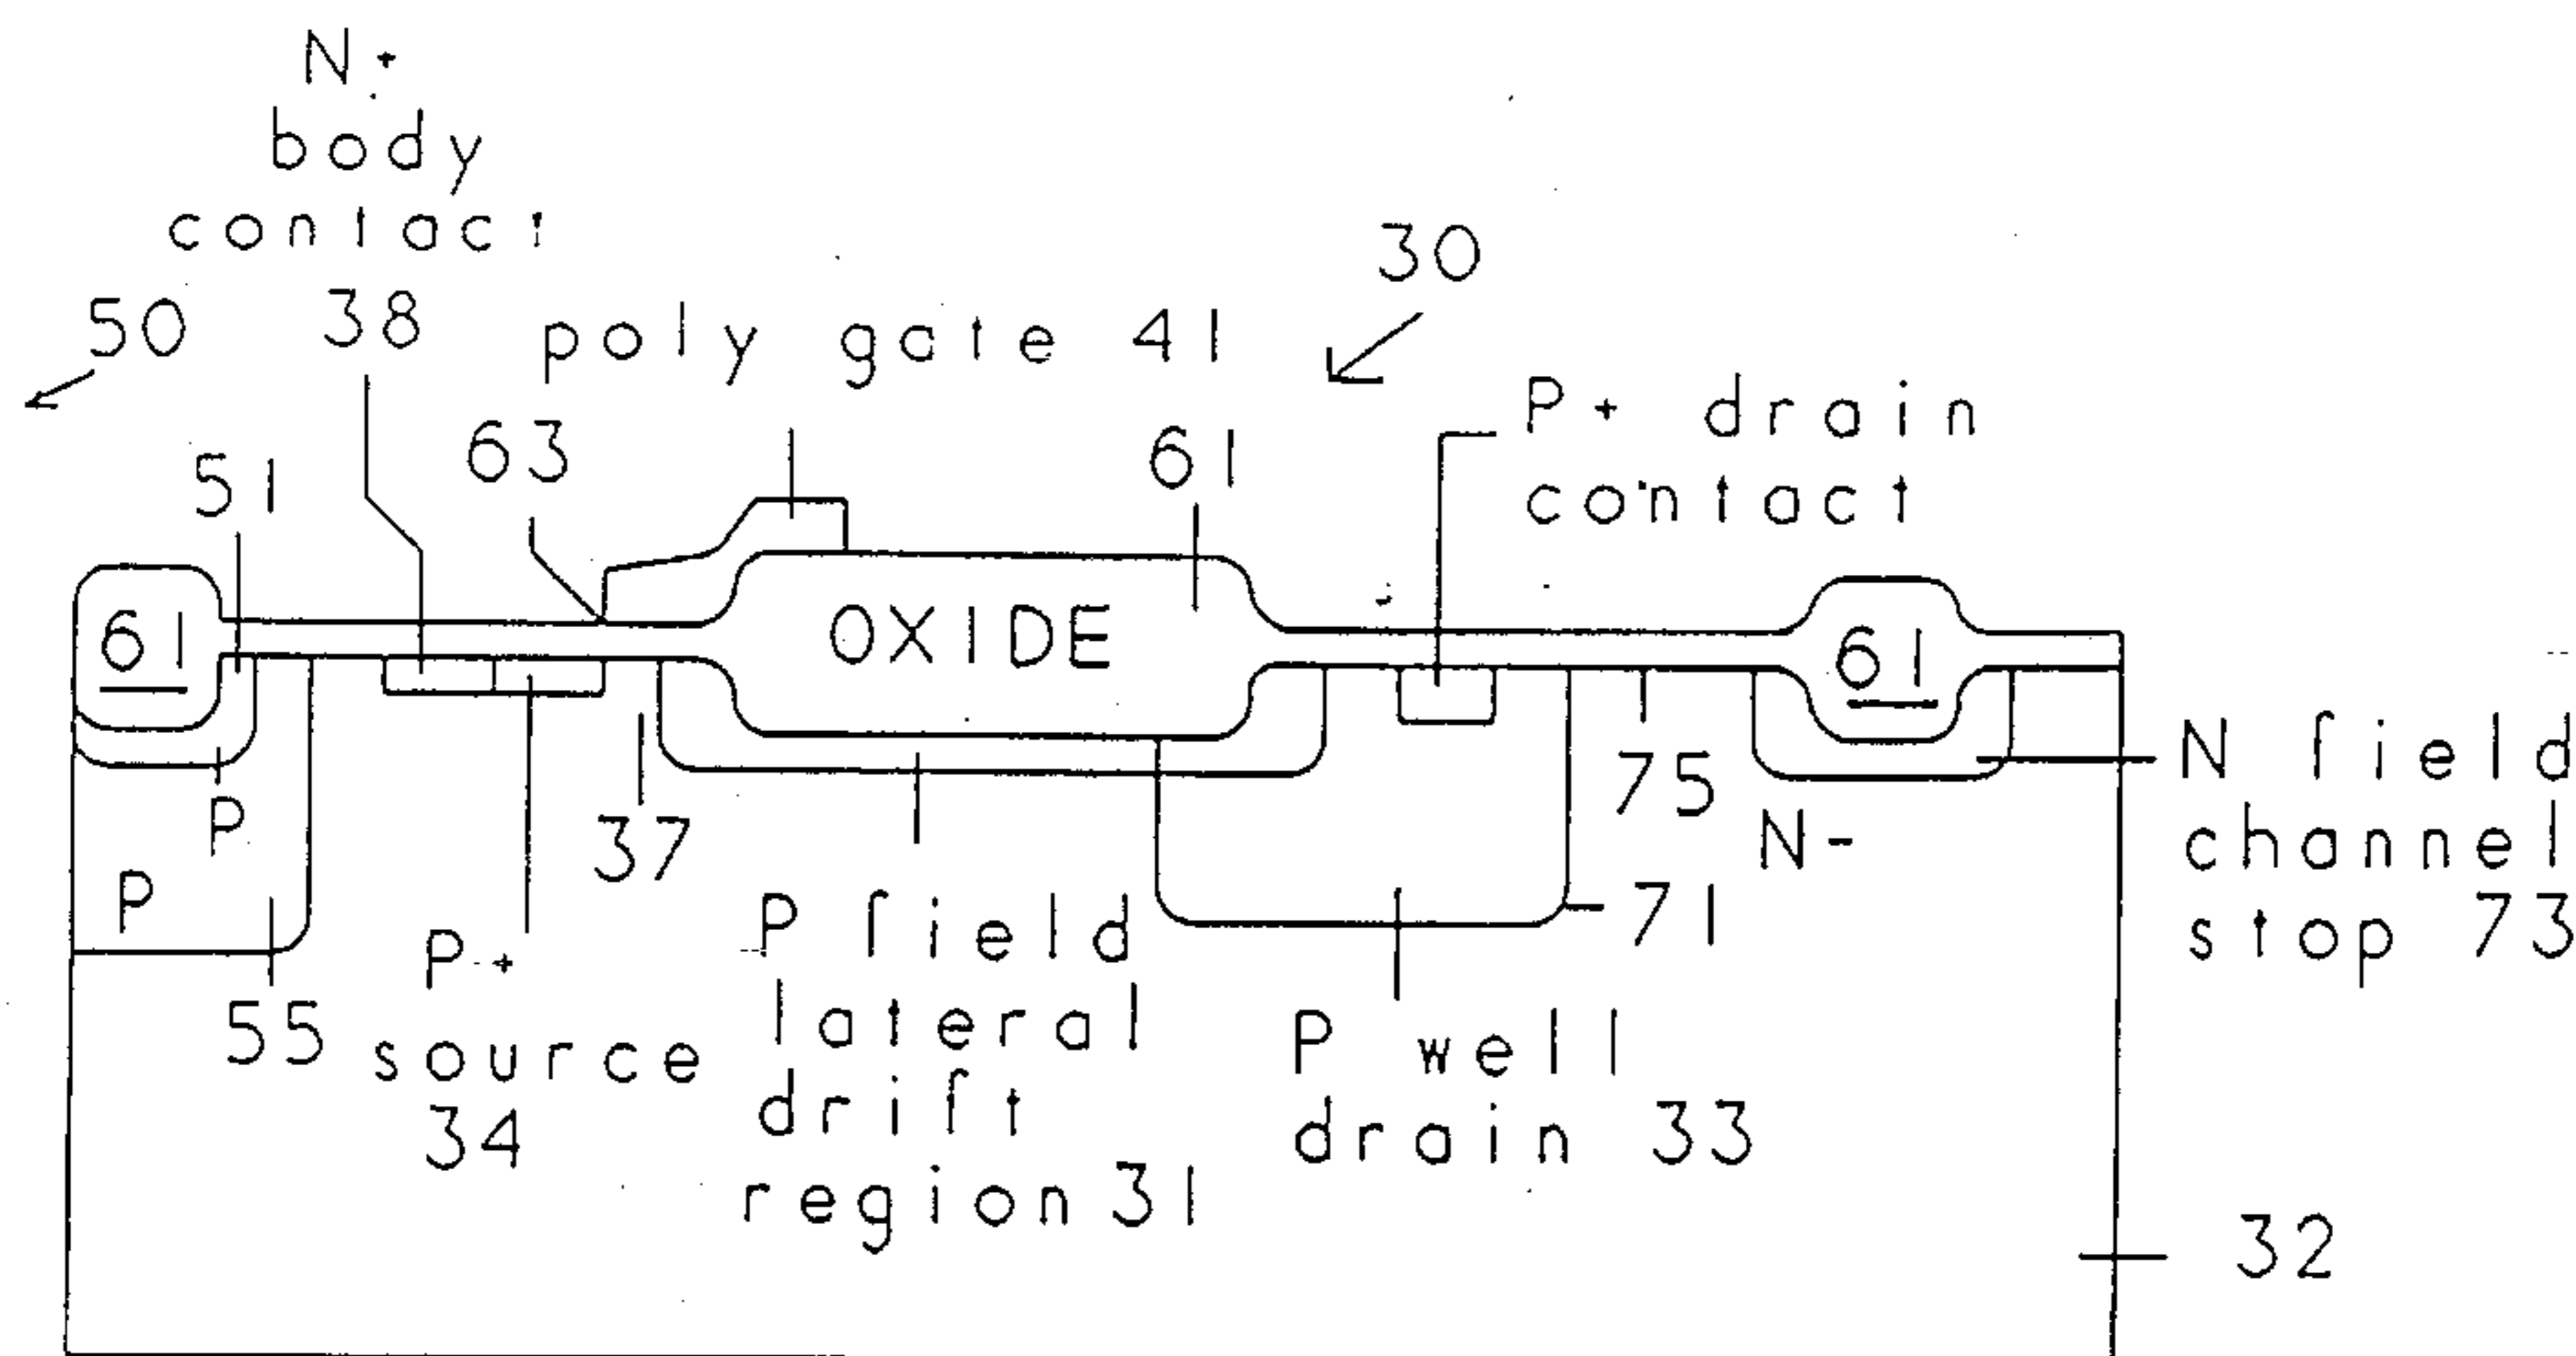 N+
body
contact
38
50
poly gate 41
30
63
51
61
P+ drain
contact
61
OXIDE
61
P
P
55
P+
source
34
37
P field
lateral
drift
region 31
75
N-
71
P well
drain 33
N field
channel
stop 73
32